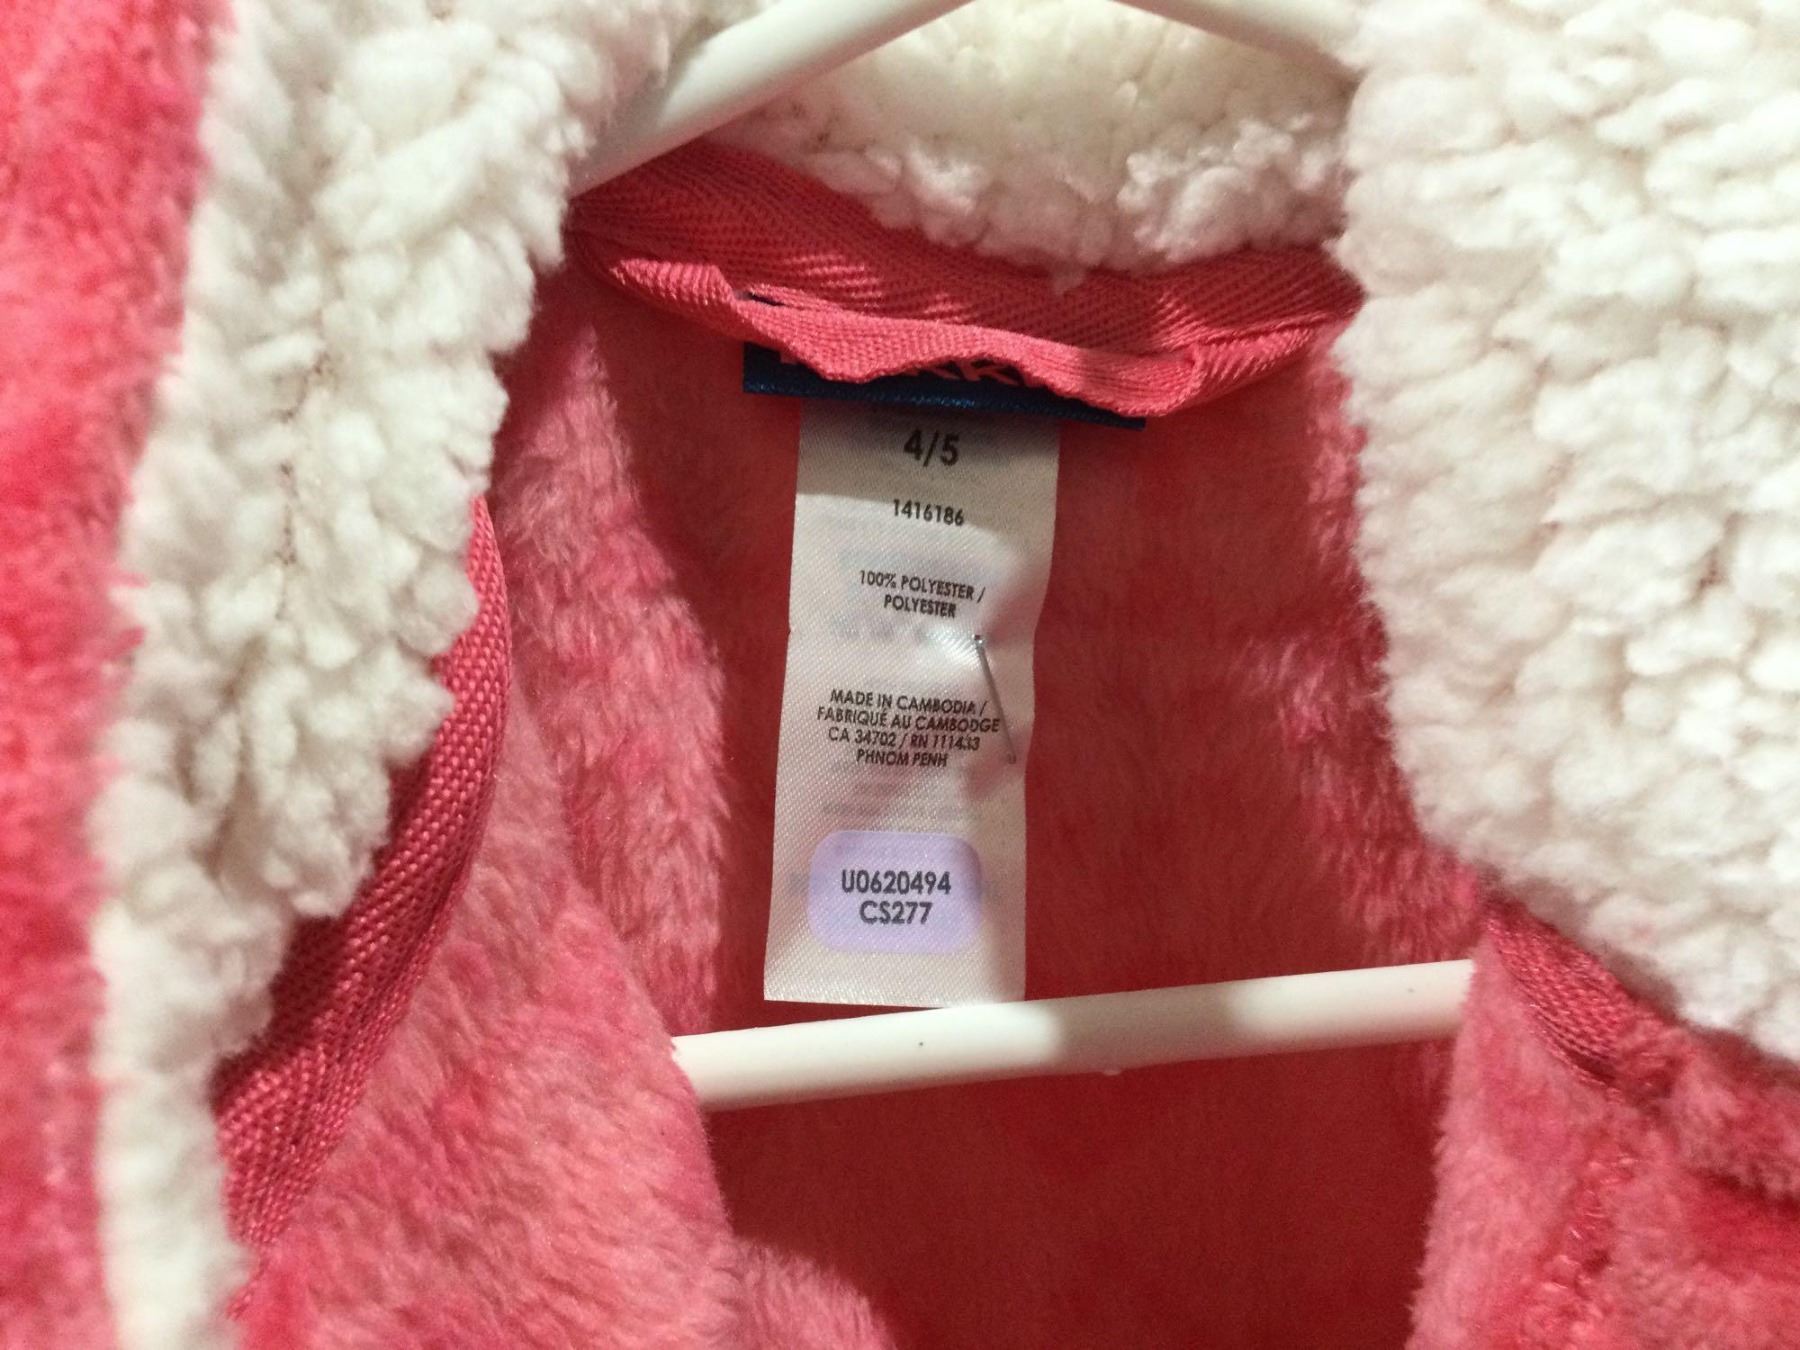 4/5
1416186
100% POLYESTER /
POLYESTER
MADE IN CAMBODIA /
FABRIQUÉ AU CAMBODGE
CA 34702 / RN 111433
PHNOM PENH
U0620494
CS277